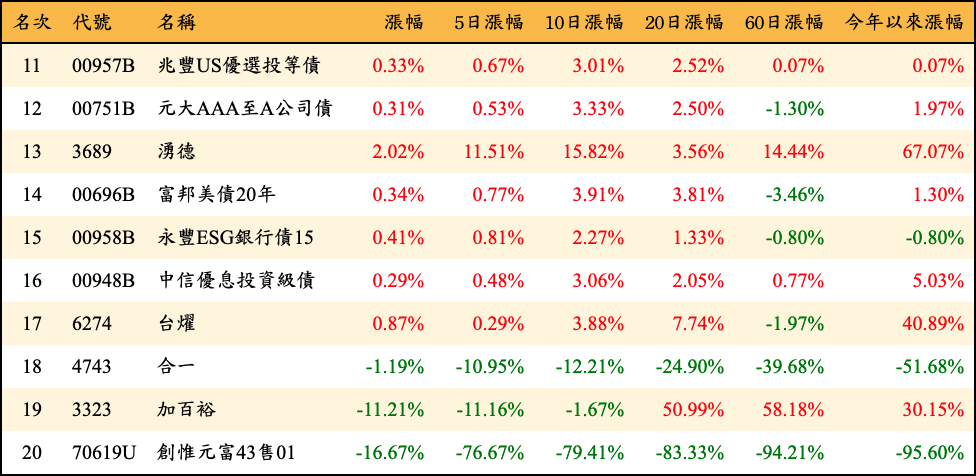 名次 代號 名稱 漲幅 5日漲幅 10日漲幅 20日漲幅 60日漲幅 今年以來漲幅
11 00957B 兆豐US優選投等債 0.33% 0.67% 3.01% 2.52% 0.07% 0.07%
12 00751B 元大AAA至A公司債 0.31% 0.53% 3.33% 2.50% -1.30% 1.97%
13 3689 湧德 2.02% 11.51% 15.82% 3.56% 14.44% 67.07%
14 00696B 富邦美債20年 0.34% 0.77% 3.91% 3.81% -3.46% 1.30%
15 00958B 永豐ESG銀行債15 0.41% 0.81% 2.27% 1.33% -0.80% -0.80%
16 00948B 中信優息投資級債 0.29% 0.48% 3.06% 2.05% 0.77% 5.03%
17 6274 台燿 0.87% 0.29% 3.88% 7.74% -1.97% 40.89%
18 4743 合一 -1.19% -10.95% -12.21% -24.90% -39.68% -51.68%
19 3323 加百裕 -11.21% -11.16% -1.67% 50.99% 58.18% 30.15%
20 70619U 創惟元富43售01 -16.67% -76.67% -79.41% -83.33% -94.21% -95.60%